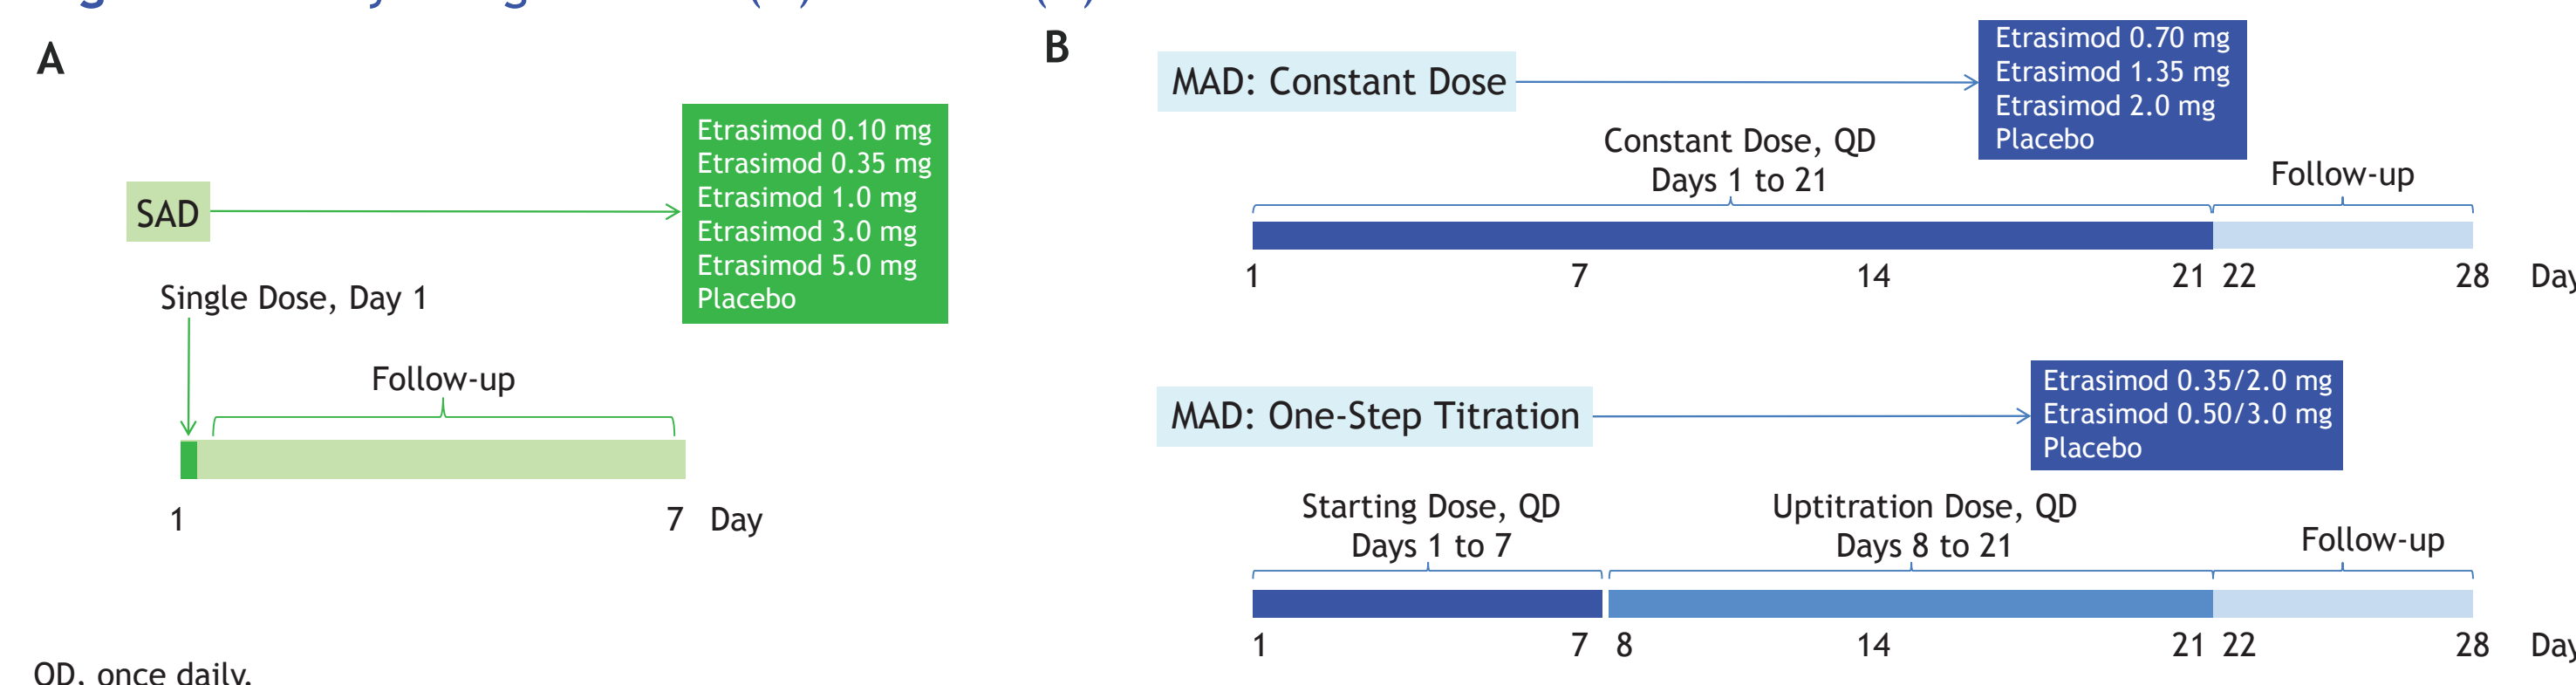 A
SAD
Etrasimod 0.10 mg
Etrasimod 0.35 mg
Etrasimod 1.0 mg
Etrasimod 3.0 mg
Etrasimod 5.0 mg
Placebo
Single Dose, Day 1
Follow-up
1 7 Day
QD, once daily.
B
MAD: Constant Dose
Etrasimod 0.70 mg
Etrasimod 1.35 mg
Etrasimod 2.0 mg
Placebo
Constant Dose, QD
Days 1 to 21
Follow-up
1 7 14 21 22 28 Day
MAD: One-Step Titration
Etrasimod 0.35/2.0 mg
Etrasimod 0.50/3.0 mg
Placebo
Starting Dose, QD
Days 1 to 7
Uptitration Dose, QD
Days 8 to 21
Follow-up
1 7 8 14 21 22 28 Day